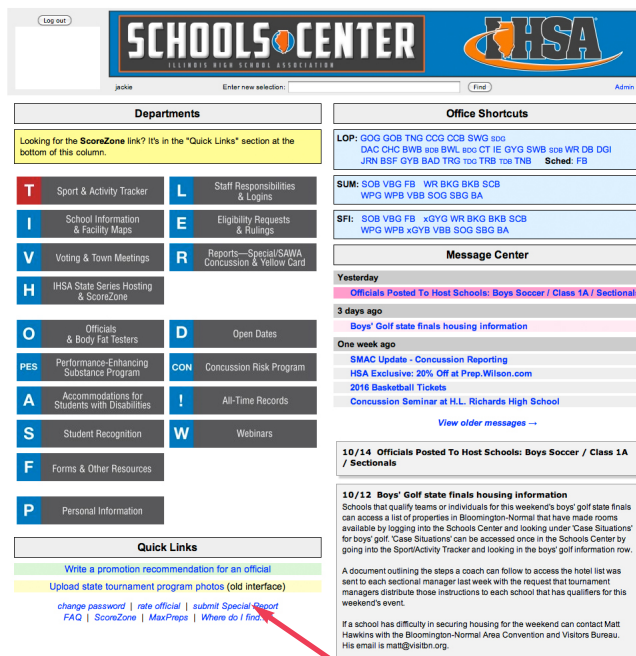 Log out
SCHOOLS CENTER
ILLINOIS HIGH SCHOOL ASSOCIATION
IHSA
jackie
Enter new selection:
Find
Admin
Departments
Looking for the ScoreZone link? It's in the "Quick Links" section at the
bottom of this column.
T Sport & Activity Tracker
L Staff Responsibilities
& Logins
I School Information
& Facility Maps
E Eligibility Requests
& Rulings
V Voting & Town Meetings
R Reports—Special/SAWA
Concussion & Yellow Card
H IHSA State Series Hosting
& ScoreZone
O Officials
& Body Fat Testers
D Open Dates
PES Performance-Enhancing
Substance Program
CON Concussion Risk Program
A Accommodations for
Students with Disabilities
! All-Time Records
S Student Recognition
W Webinars
F Forms & Other Resources
P Personal Information
Quick Links
Write a promotion recommendation for an official
Upload state tournament program photos (old interface)
change password | rate official | submit Special Report
FAQ | ScoreZone | MaxPreps | Where do I find...
Office Shortcuts
LOP: GOG GOB TNG CCG CCB SWG SDG
DAC CHC BWB BDB BWL BDG CT IE GYG SWB SDB WR DB DGI
JRN BSF GYB BAD TRG TDG TRB TDB TNB Sched: FB
SUM: SOB VBG FB WR BKG BKB SCB
WPG WPB VBB SOG SBG BA
SFI: SOB VBG FB xGYG WR BKG BKB SCB
WPG WPB xGYB VBB SOG SBG BA
Message Center
Yesterday
Officials Posted To Host Schools: Boys Soccer / Class 1A / Sectionals
3 days ago
Boys' Golf state finals housing information
One week ago
SMAC Update - Concussion Reporting
HSA Exclusive: 20% Off at Prep.Wilson.com
2016 Basketball Tickets
Concussion Seminar at H.L. Richards High School
View older messages →
10/14 Officials Posted To Host Schools: Boys Soccer / Class 1A
/ Sectionals
10/12 Boys' Golf state finals housing information
Schools that qualify teams or individuals for this weekend's boys' golf state finals
can access a list of properties in Bloomington-Normal that have made rooms
available by logging into the Schools Center and looking under 'Case Situations'
for boys' golf. 'Case Situations' can be accessed once in the Schools Center by
going into the Sport/Activity Tracker and looking in the boys' golf information row.
A document outlining the steps a coach can follow to access the hotel list was
sent to each sectional manager last week with the request that tournament
managers distribute those instructions to each school that has qualifiers for this
weekend's event.
If a school has difficulty in securing housing for the weekend can contact Matt
Hawkins with the Bloomington-Normal Area Convention and Visitors Bureau.
His email is matt@visitbn.org.